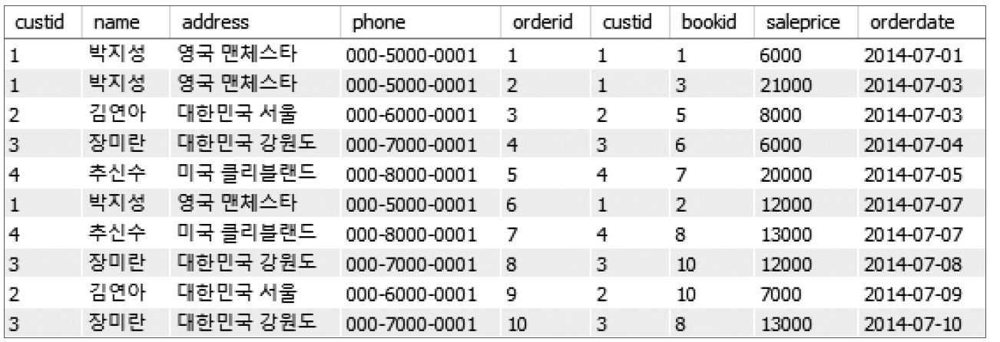 custid name address phone orderid custid bookid saleprice orderdate
1 박지성 영국 맨체스타 000-5000-0001 1 1 1 6000 2014-07-01
1 박지성 영국 맨체스타 000-5000-0001 2 1 3 21000 2014-07-03
2 김연아 대한민국 서울 000-6000-0001 3 2 5 8000 2014-07-03
3 장미란 대한민국 강원도 000-7000-0001 4 3 6 6000 2014-07-04
4 추신수 미국 클리블랜드 000-8000-0001 5 4 7 20000 2014-07-05
1 박지성 영국 맨체스타 000-5000-0001 6 1 2 12000 2014-07-07
4 추신수 미국 클리블랜드 000-8000-0001 7 4 8 13000 2014-07-07
3 장미란 대한민국 강원도 000-7000-0001 8 3 10 12000 2014-07-08
2 김연아 대한민국 서울 000-6000-0001 9 2 10 7000 2014-07-09
3 장미란 대한민국 강원도 000-7000-0001 10 3 8 13000 2014-07-10